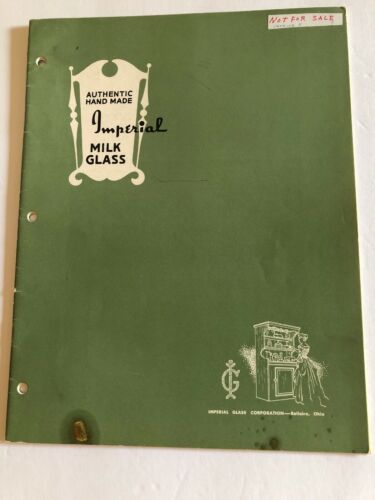 NOT FOR SALE
AUTHENTIC
HAND MADE
Imperial
MILK
GLASS
IG
IMPERIAL GLASS CORPORATION—Bellaire, Ohio